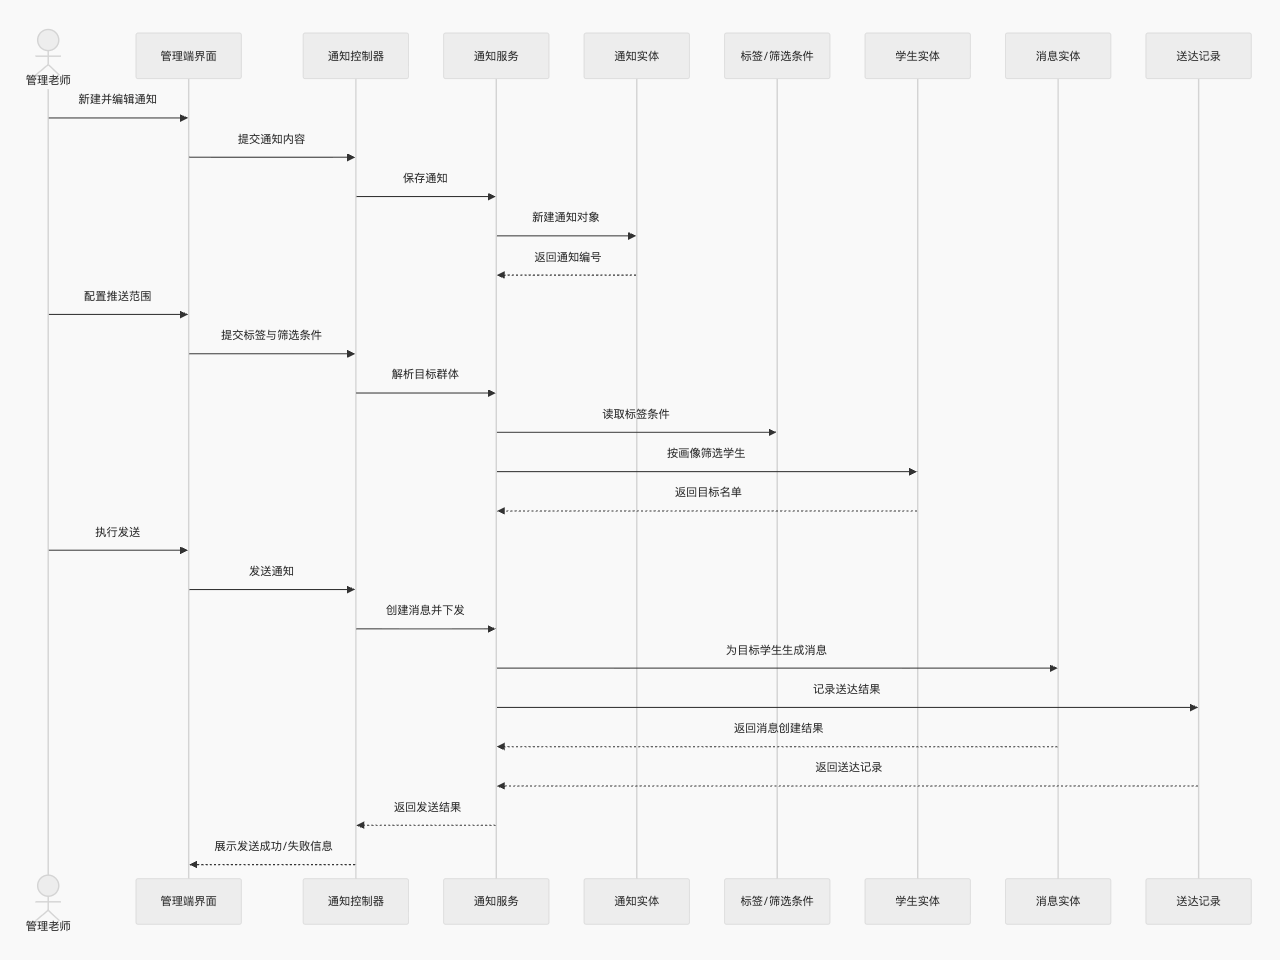 管理老师
管理端界面
通知控制器
通知服务
通知实体
标签/筛选条件
学生实体
消息实体
送达记录
新建并编辑通知
提交通知内容
保存通知
新建通知对象
返回通知编号
配置推送范围
提交标签与筛选条件
解析目标群体
读取标签条件
按画像筛选学生
返回目标名单
执行发送
发送通知
创建消息并下发
为目标学生生成消息
记录送达结果
返回消息创建结果
返回送达记录
返回发送结果
展示发送成功/失败信息
管理老师
管理端界面
通知控制器
通知服务
通知实体
标签/筛选条件
学生实体
消息实体
送达记录